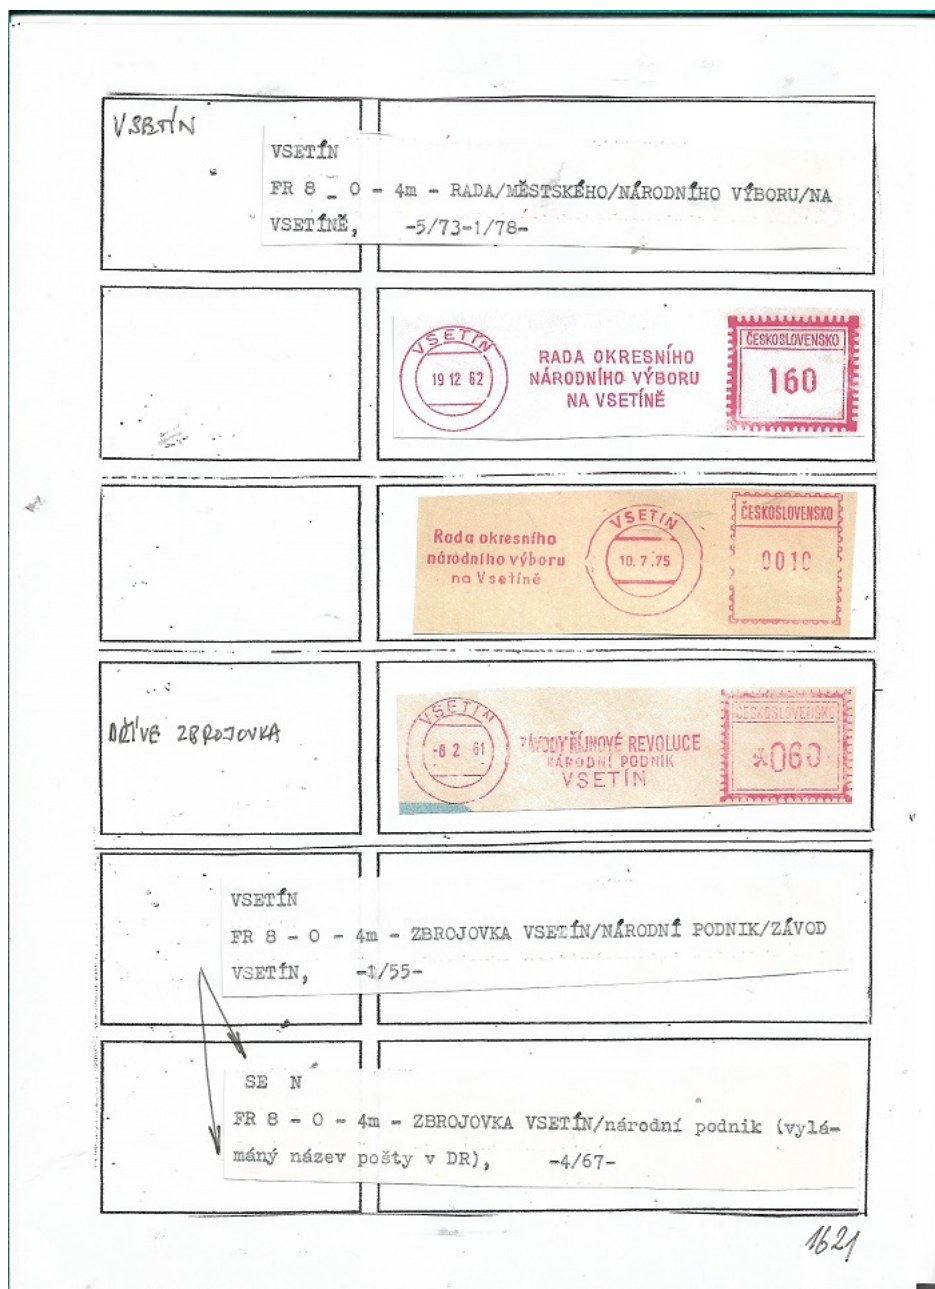 VSETÍN
VSETÍN
FR 8 - 0 - 4m - RADA/MĚSTSKÉHO/NÁRODNÍHO VÝBORU/NA
VSETÍNĚ, -5/73-1/78-
VSETÍN
19 12 62
RADA OKRESNÍHO
NÁRODNÍHO VÝBORU
NA VSETÍNĚ
ČESKOSLOVENSKO
160
Rada okresního
národního výboru
na Vsetíně
VSETÍN
10.7.75
ČESKOSLOVENSKO
0010
DŘÍVE ZBROJOVKA
VSETÍN
-8 2 61
ZÁVODY ŘÍJNOVÉ REVOLUCE
NÁRODNÍ PODNIK
VSETÍN
ČESKOSLOVENSKO
060
VSETÍN
FR 8 - 0 - 4m - ZBROJOVKA VSETÍN/NÁRODNÍ PODNIK/ZÁVOD
VSETÍN, -1/55-
SE N
FR 8 - 0 - 4m - ZBROJOVKA VSETÍN/národní podnik (vylá-
máný název pošty v DR), -4/67-
1621